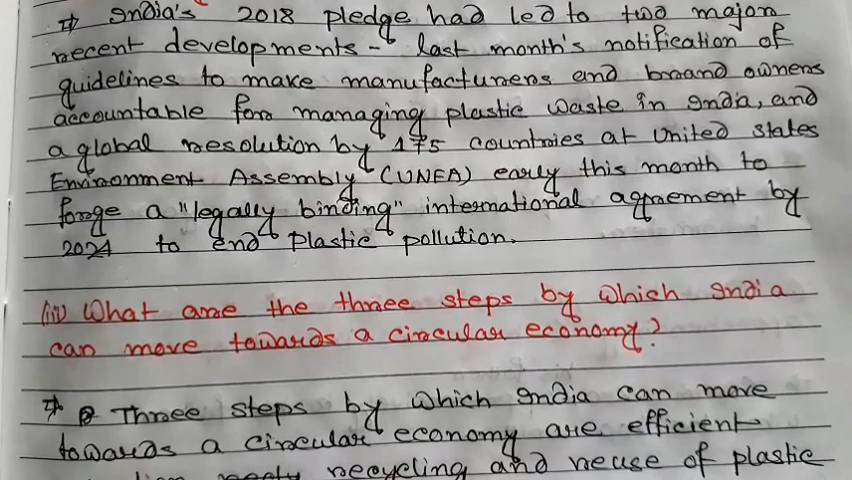 ⇒ India's 2018 pledge had led to two major
recent developments - last month's notification of
guidelines to make manufacturers and brand owners
accountable for managing plastic waste in India, and
a global resolution by 175 countries at United states
Environment Assembly (UNEA) early this month to
forge a "legally binding" international agreement by
2024 to end plastic pollution.
(ii) What are the three steps by which India
can move towards a circular economy?
⇒ Three steps by which India can move
towards a circular economy are efficient
recycling and reuse of plastic